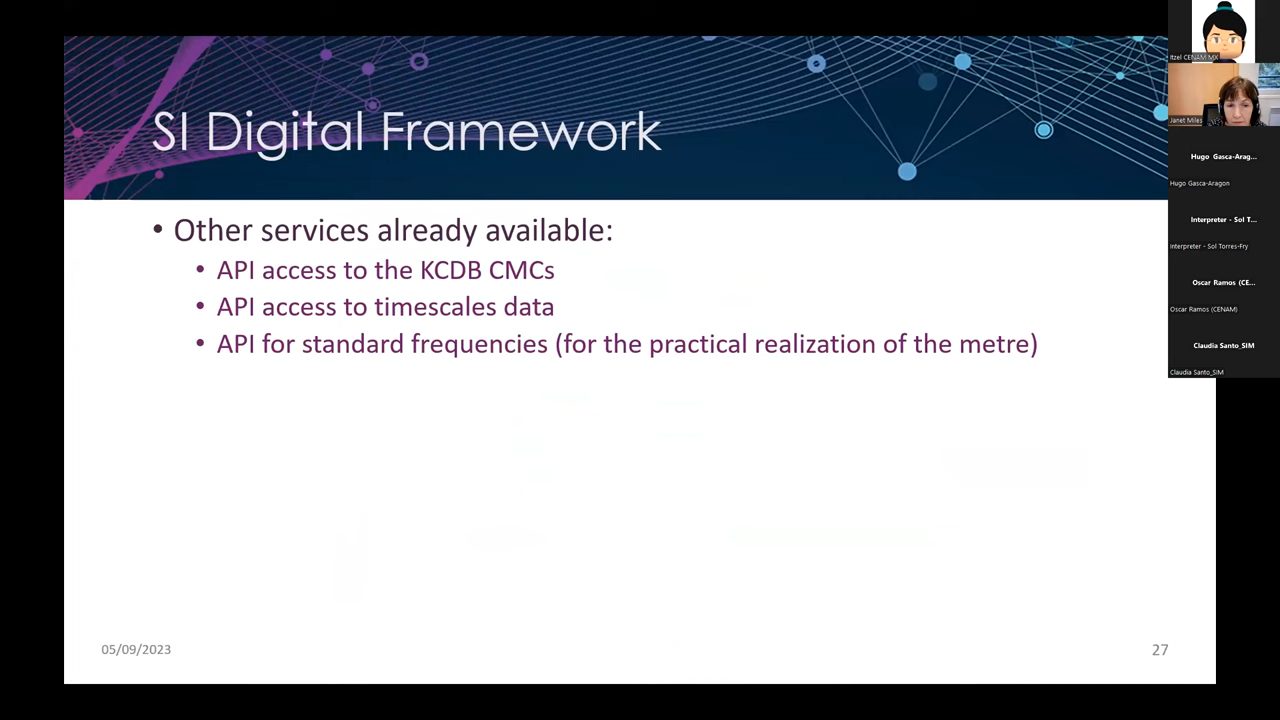 SI Digital Framework
• Other services already available:
• API access to the KCDB CMCs
• API access to timescales data
• API for standard frequencies (for the practical realization of the metre)
05/09/2023
27
Itzel CENAM MX
Janet Miles
Hugo Gasca-Arag...
Hugo Gasca-Aragon
Interpreter - Sol T...
Interpreter - Sol Torres-Fry
Oscar Ramos (CE...
Oscar Ramos (CENAM)
Claudia Santo_SIM
Claudia Santo_SIM